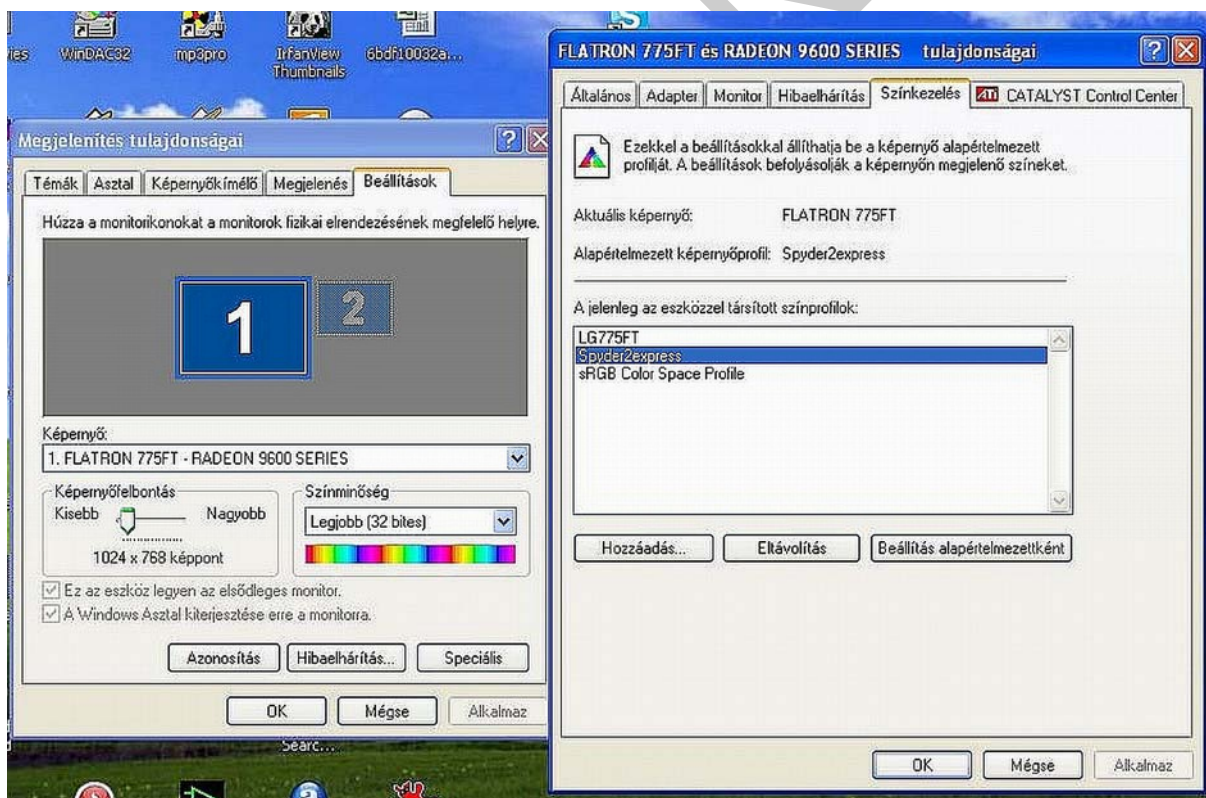 WinDAC32
mp3pro
IrfanView
Thumbnails
6bdf10032a...
Megjelenítés tulajdonságai
Témák
Asztal
Képernyőkímélő
Megjelenés
Beállítások
Húzza a monitorikonokat a monitorok fizikai elrendezésének megfelelő helyre.
1
2
Képernyő:
1. FLATRON 775FT - RADEON 9600 SERIES
Képernyőfelbontás
Kisebb
Nagyobb
1024 x 768 képpont
Színminőség
Legjobb (32 bites)
Ez az eszköz legyen az elsődleges monitor.
A Windows Asztal kiterjesztése erre a monitorra.
Azonosítás
Hibaelhárítás...
Speciális
OK
Mégse
Alkalmaz
Searc...
FLATRON 775FT és RADEON 9600 SERIES tulajdonságai
Általános
Adapter
Monitor
Hibaelhárítás
Színkezelés
ATI CATALYST Control Center
Ezekkel a beállításokkal állíthatja be a képernyő alapértelmezett
profilját. A beállítások befolyásolják a képernyőn megjelenő színeket.
Aktuális képernyő: FLATRON 775FT
Alapértelmezett képernyőprofil: Spyder2express
A jelenleg az eszközzel társított színprofilok:
LG775FT
Spyder2express
sRGB Color Space Profile
Hozzáadás...
Eltávolítás
Beállítás alapértelmezettként
OK
Mégse
Alkalmaz